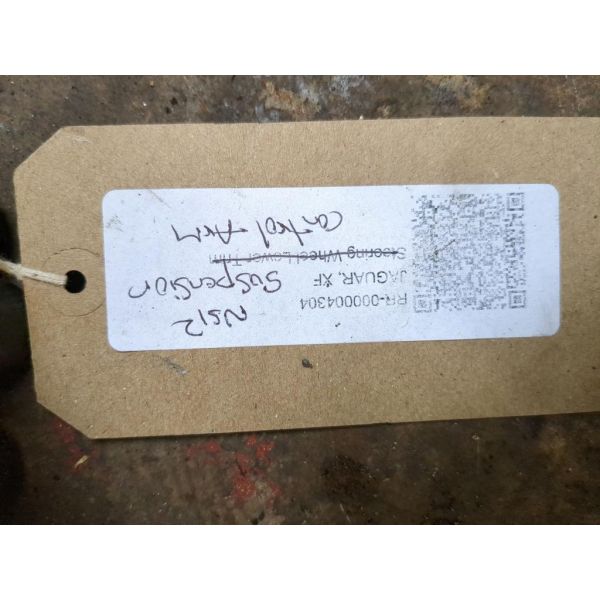 RR-000004304
JAGUAR, XF
Steering Wheel Lower Trim
NSR
Suspension
Control Arm